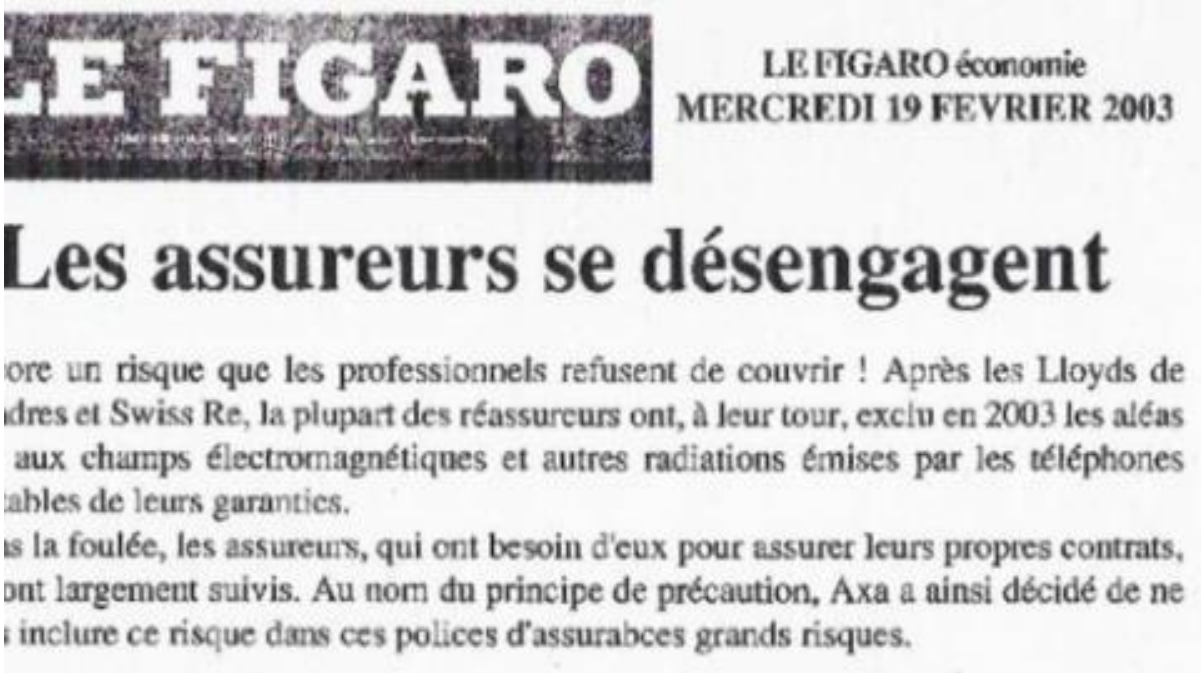 LE FIGARO
LE FIGARO économie
MERCREDI 19 FEVRIER 2003
Les assureurs se désengagent
ore un risque que les professionnels refusent de couvrir ! Après les Lloyds de
dres et Swiss Re, la plupart des réassureurs ont, à leur tour, exclu en 2003 les aléas
aux champs électromagnétiques et autres radiations émises par les téléphones
ables de leurs garanties.
s la foulée, les assureurs, qui ont besoin d'eux pour assurer leurs propres contrats,
ont largement suivis. Au nom du principe de précaution, Axa a ainsi décidé de ne
s inclure ce risque dans ces polices d'assurabces grands risques.